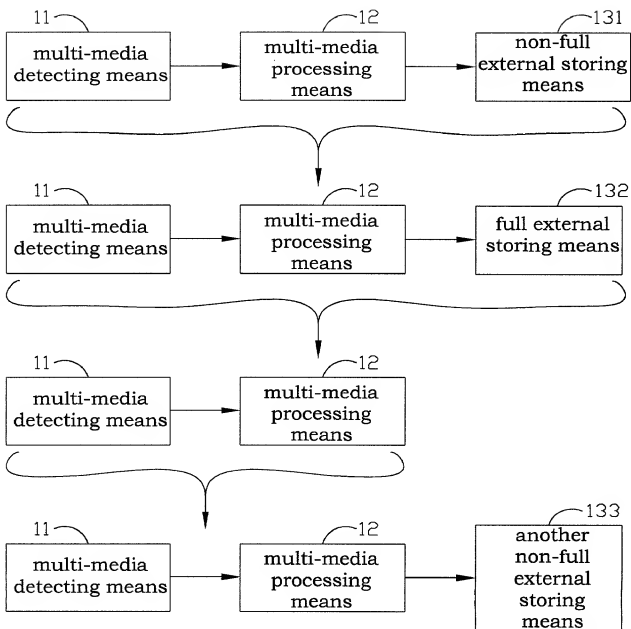 11
12
131
multi-media
detecting means
multi-media
processing
means
non-full
external storing
means
11
12
132
multi-media
detecting means
multi-media
processing
means
full external
storing means
11
12
multi-media
detecting means
multi-media
processing
means
11
12
133
multi-media
detecting means
multi-media
processing
means
another
non-full
external
storing
means